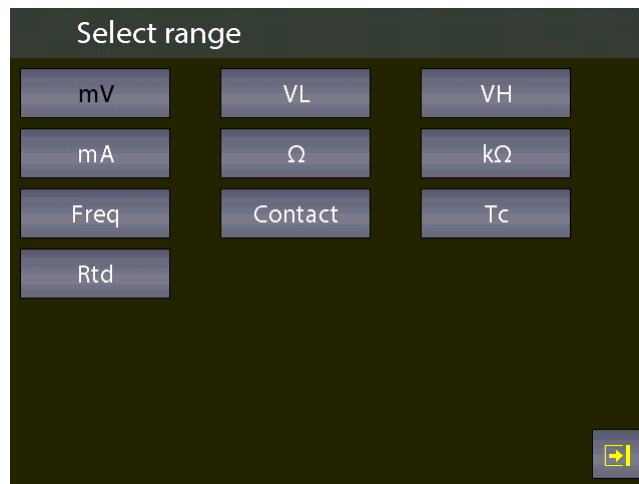 Select range
mV VL VH
mA Ω kΩ
Freq Contact Tc
Rtd